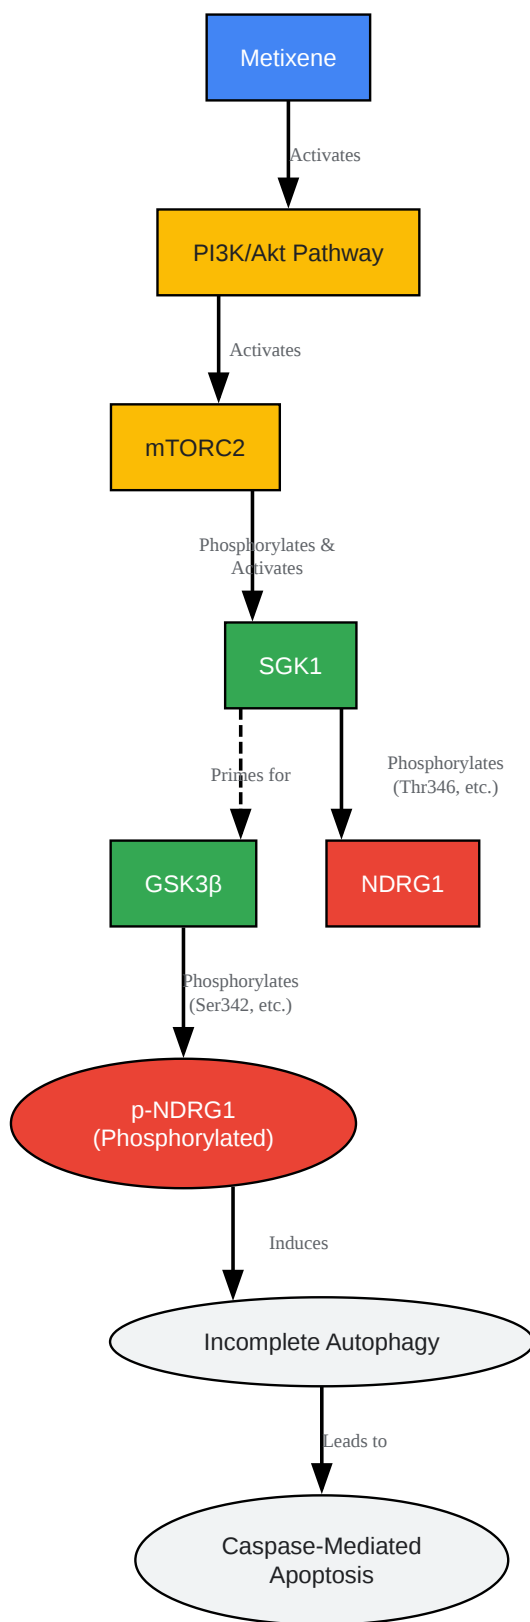 Metixene
Activates
PI3K/Akt Pathway
Activates
mTORC2
Phosphorylates &
Activates
SGK1
Primes for
Phosphorylates
(Thr346, etc.)
GSK3β
NDRG1
Phosphorylates
(Ser342, etc.)
p-NDRG1
(Phosphorylated)
Induces
Incomplete Autophagy
Leads to
Caspase-Mediated
Apoptosis